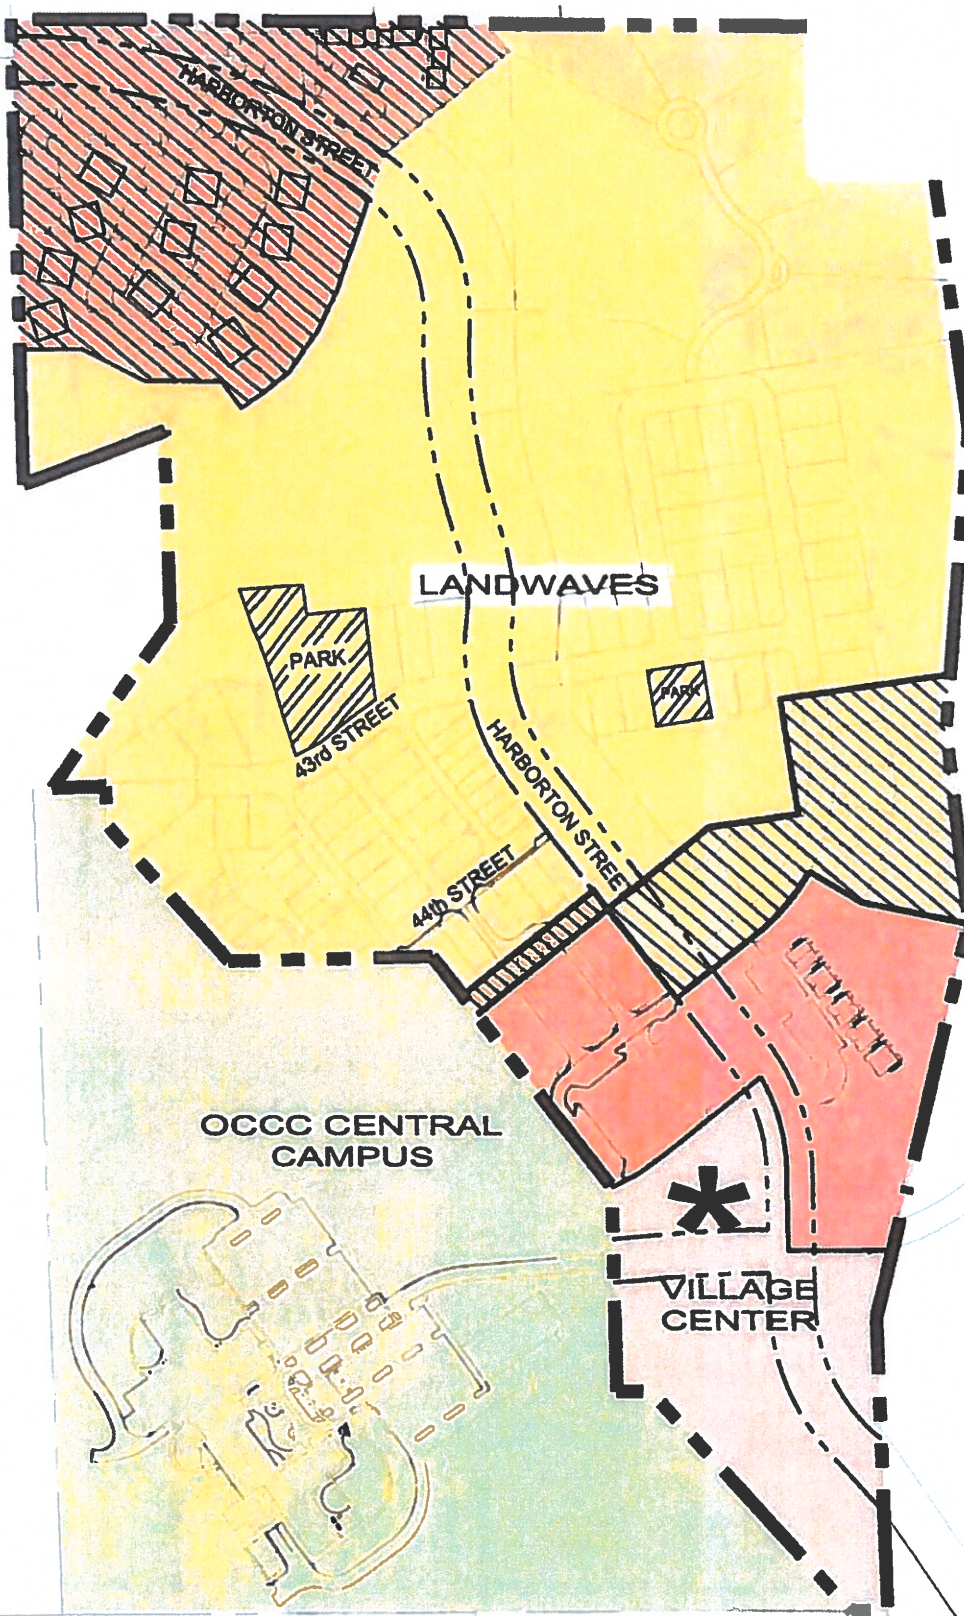 HARBORTON STREET
LANDWAVES
PARK
PARK
43rd STREET
HARBORTON STREE
44th STREET
OCCC CENTRAL
CAMPUS
*
VILLAGE
CENTER